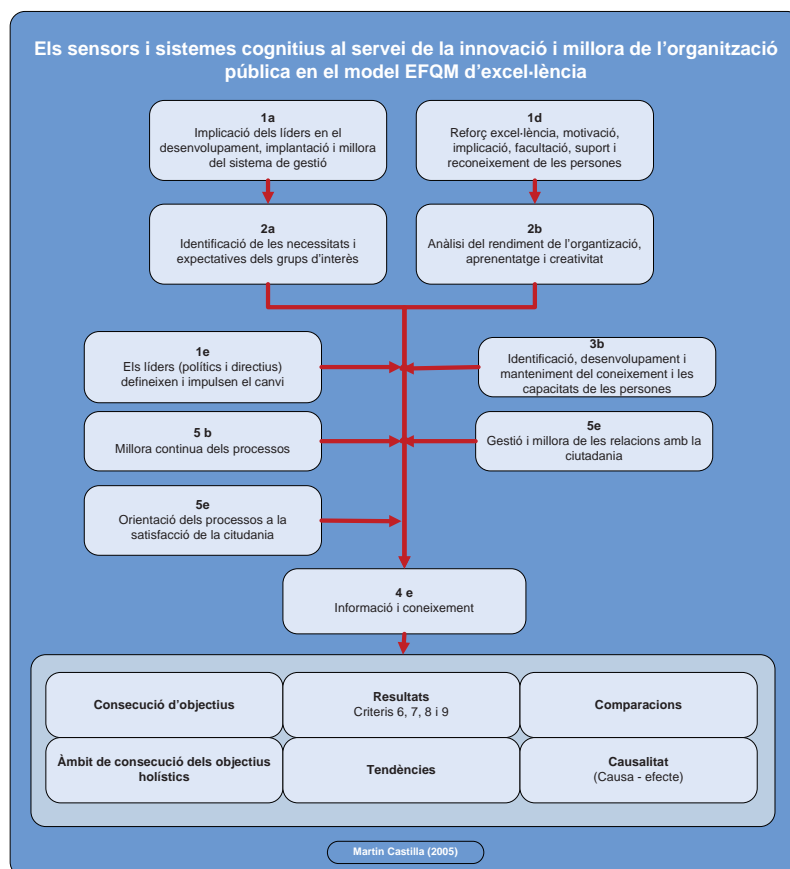 Els sensors i sistemes cognitius al servei de la innovació i millora de l'organització
pública en el model EFQM d'excel·lència
1a
Implicació dels líders en el
desenvolupament, implantació i millora
del sistema de gestió
1d
Reforç excel·lència, motivació,
implicació, facultació, suport i
reconeixement de les persones
2a
Identificació de les necessitats i
expectatives dels grups d'interès
2b
Anàlisi del rendiment de l'organtizació,
aprenentatge i creativitat
1e
Els líders (polítics i directius)
defineixen i impulsen el canvi
3b
Identificació, desenvolupament i
manteniment del coneixement i les
capacitats de les persones
5 b
Millora continua dels processos
5e
Gestió i millora de les relacions amb la
ciutadania
5e
Orientació dels processos a la
satisfacció de la citudania
4 e
Informació i coneixement
Consecució d'objectius
Resultats
Criteris 6, 7, 8 i 9
Comparacions
Àmbit de consecució dels objectius
holístics
Tendències
Causalitat
(Causa - efecte)
Martin Castilla (2005)